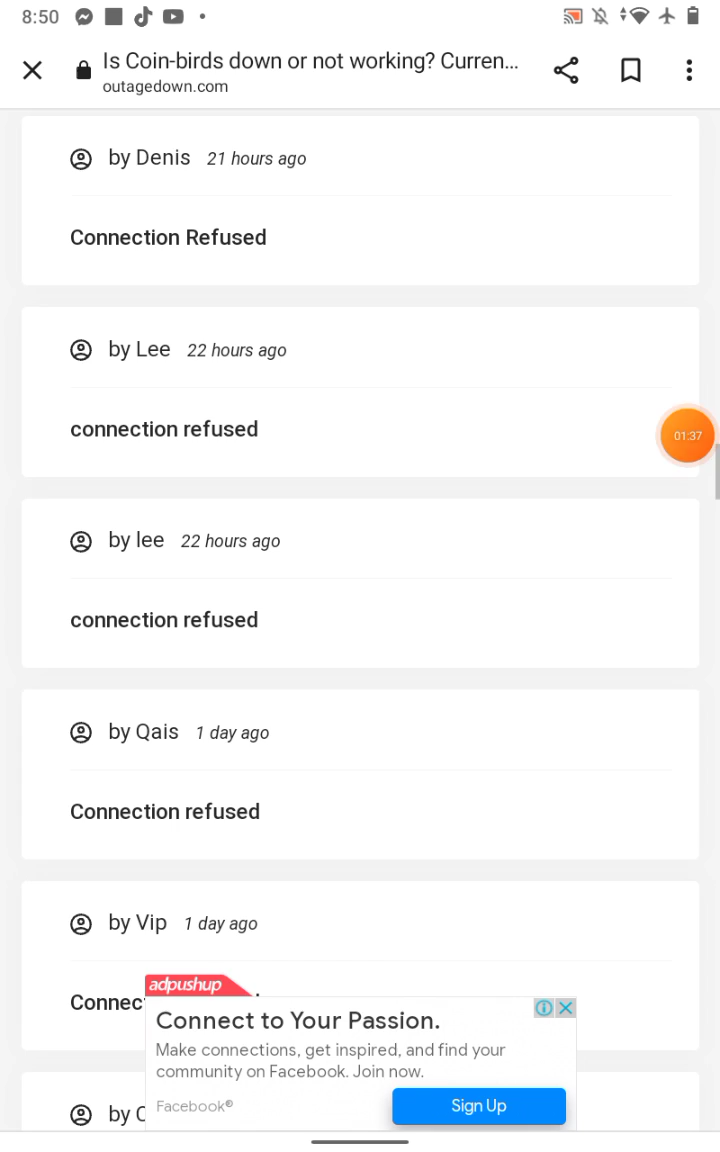 8:50
Is Coin-birds down or not working? Curren...
outagedown.com
by Denis 21 hours ago
Connection Refused
by Lee 22 hours ago
connection refused
01:37
by lee 22 hours ago
connection refused
by Qais 1 day ago
Connection refused
by Vip 1 day ago
Connec
adpushup
Connect to Your Passion.
Make connections, get inspired, and find your
community on Facebook. Join now.
Facebook®
Sign Up
by C